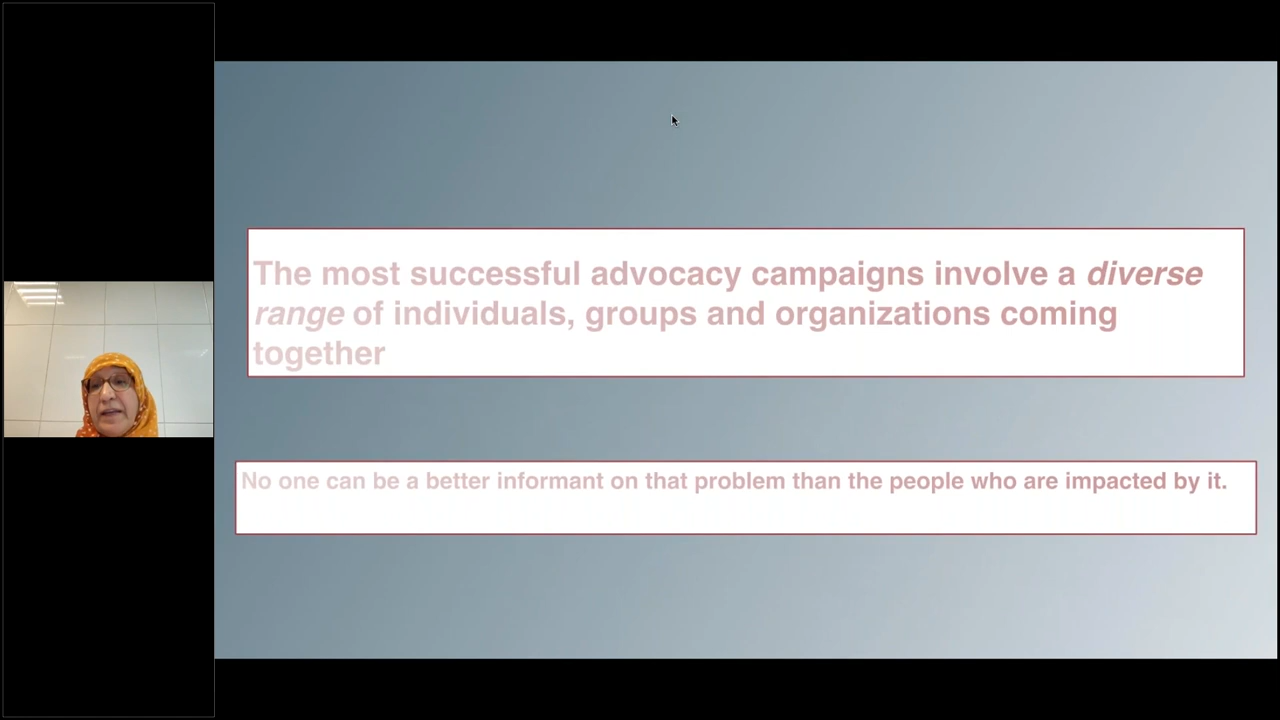 The most successful advocacy campaigns involve a diverse
range of individuals, groups and organizations coming
together
No one can be a better informant on that problem than the people who are impacted by it.